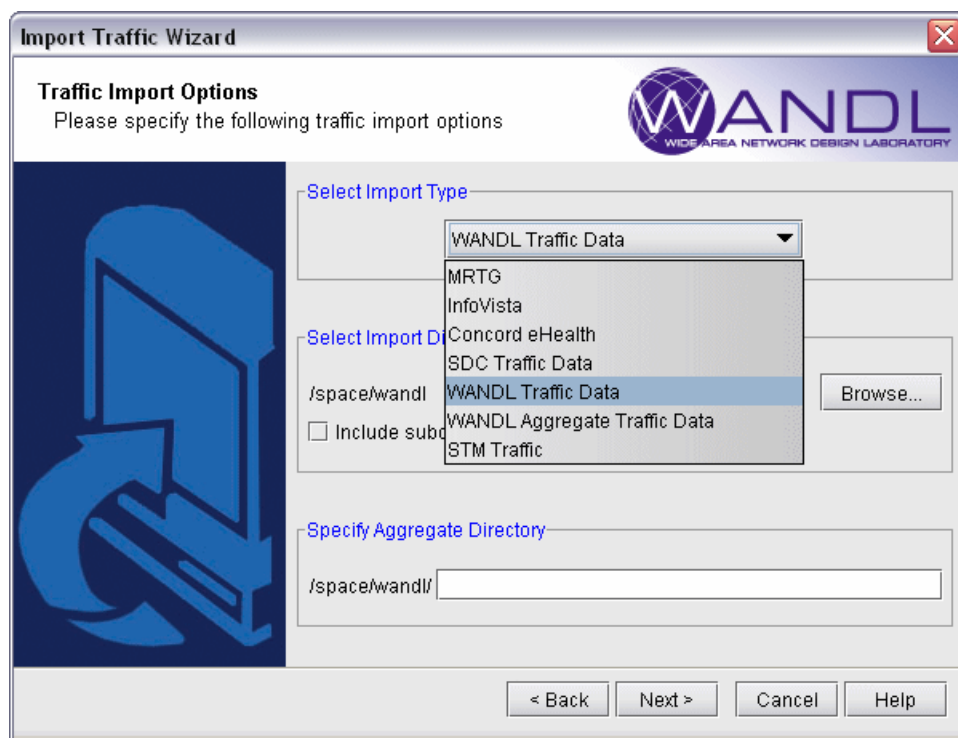 Import Traffic Wizard
Traffic Import Options
Please specify the following traffic import options
WANDL
WIDE AREA NETWORK DESIGN LABORATORY
Select Import Type
WANDL Traffic Data
MRTG
InfoVista
Concord eHealth
Select Import Di
SDC Traffic Data
/space/wandl
WANDL Traffic Data
Browse...
WANDL Aggregate Traffic Data
Include subd
STM Traffic
Specify Aggregate Directory
/space/wandl/
< Back
Next >
Cancel
Help